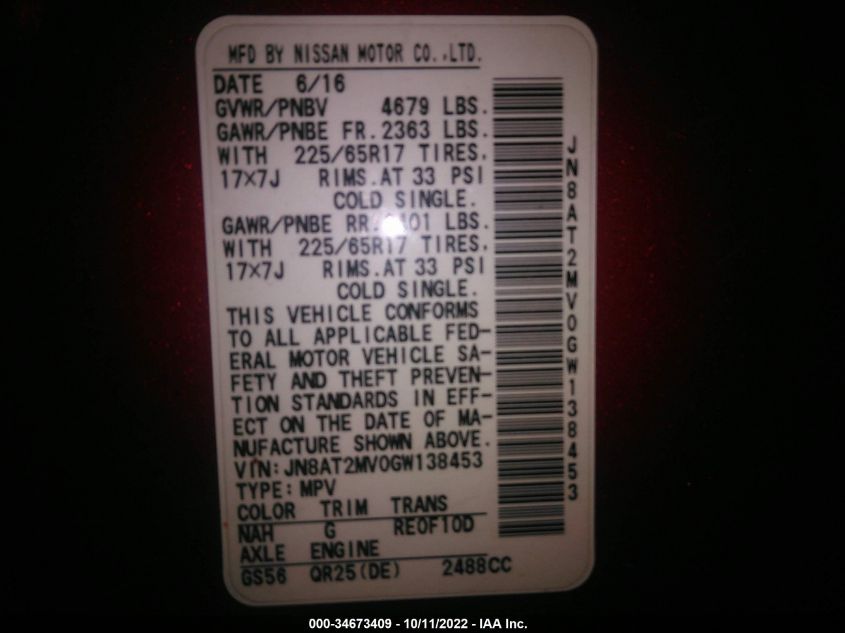 MFD BY NISSAN MOTOR CO.,LTD.
DATE 6/16
GVWR/PNBV 4679 LBS.
GAWR/PNBE FR. 2363 LBS.
WITH 225/65R17 TIRES.
17×7J RIMS. AT 33 PSI
COLD SINGLE.
GAWR/PNBE RR. LBS.
WITH 225/65R17 TIRES.
17×7J RIMS. AT 33 PSI
COLD SINGLE.
THIS VEHICLE CONFORMS
TO ALL APPLICABLE FED-
ERAL MOTOR VEHICLE SA-
FETY AND THEFT PREVEN-
TION STANDARDS IN EFF-
ECT ON THE DATE OF MA-
NUFACTURE SHOWN ABOVE.
VIN: JN8AT2MV0GW138453
TYPE: MPV
COLOR TRIM TRANS
NAH G RE0F10D
AXLE ENGINE
GS56 QR25(DE) 2488CC
JN8AT2MV0GW138453
000-34673409 - 10/11/2022 - IAA Inc.